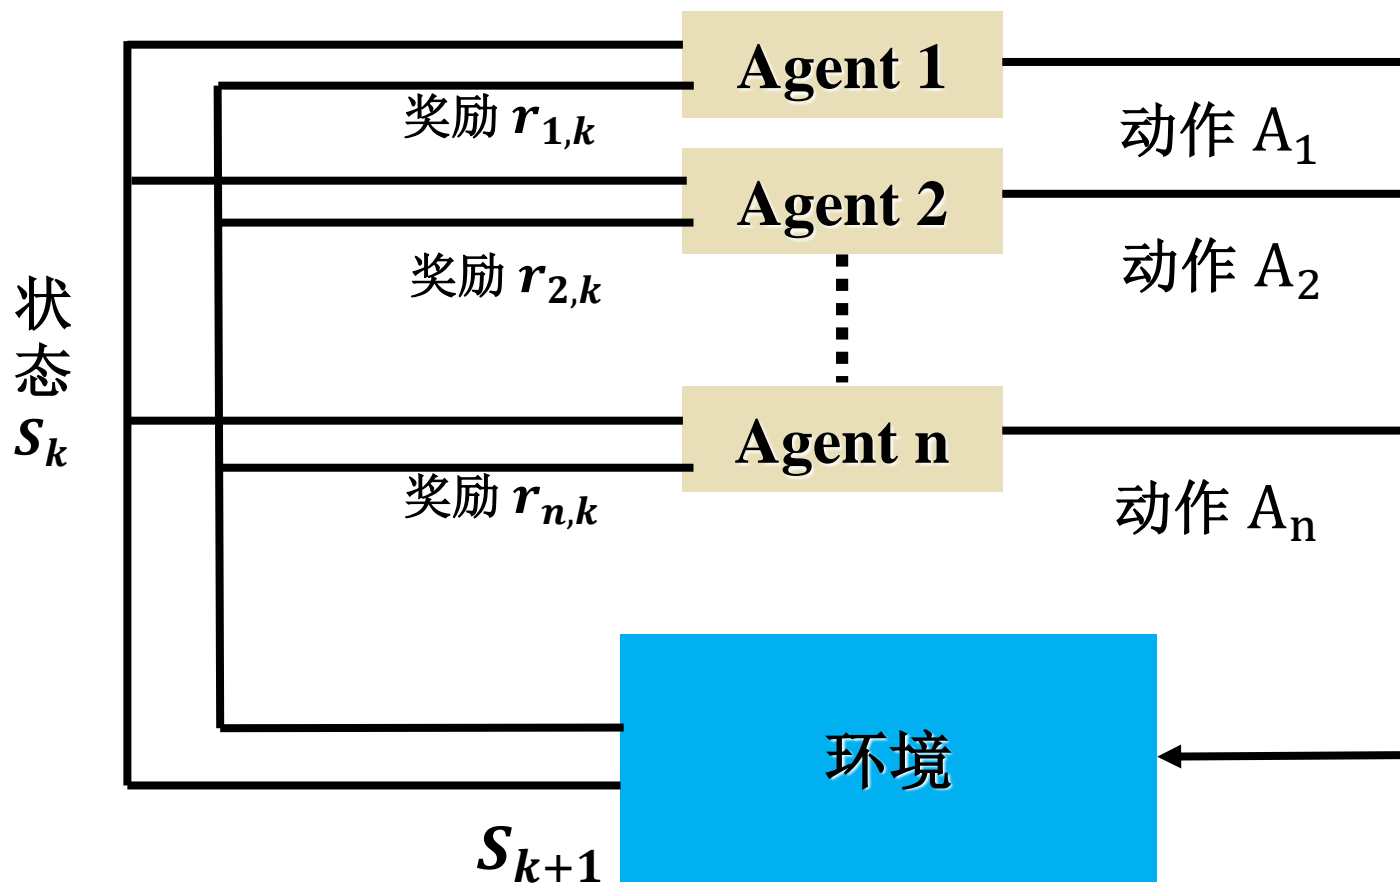 Agent 1
奖励 r1,k
动作 A1
Agent 2
奖励 r2,k
动作 A2
状
态
Sk
Agent n
奖励 rn,k
动作 An
环境
Sk+1